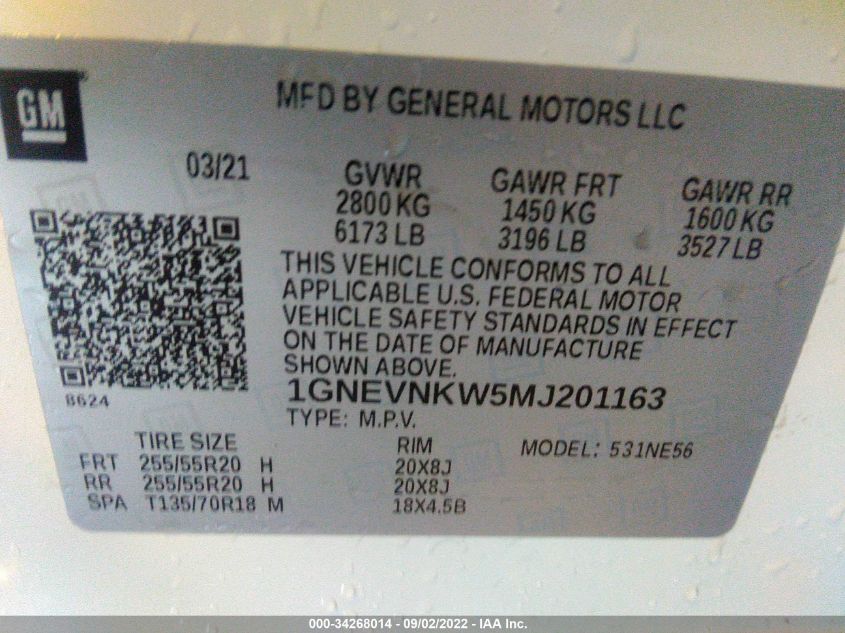 GM
MFD BY GENERAL MOTORS LLC
03/21
GVWR
2800 KG
6173 LB
GAWR FRT
1450 KG
3196 LB
GAWR RR
1600 KG
3527 LB
THIS VEHICLE CONFORMS TO ALL
APPLICABLE U.S. FEDERAL MOTOR
VEHICLE SAFETY STANDARDS IN EFFECT
ON THE DATE OF MANUFACTURE
SHOWN ABOVE.
8624
1GNEVNKW5MJ201163
TYPE: M.P.V.
TIRE SIZE RIM MODEL: 531NE56
FRT 255/55R20 H 20X8J
RR 255/55R20 H 20X8J
SPA T135/70R18 M 18X4.5B
000-34268014 - 09/02/2022 - IAA Inc.